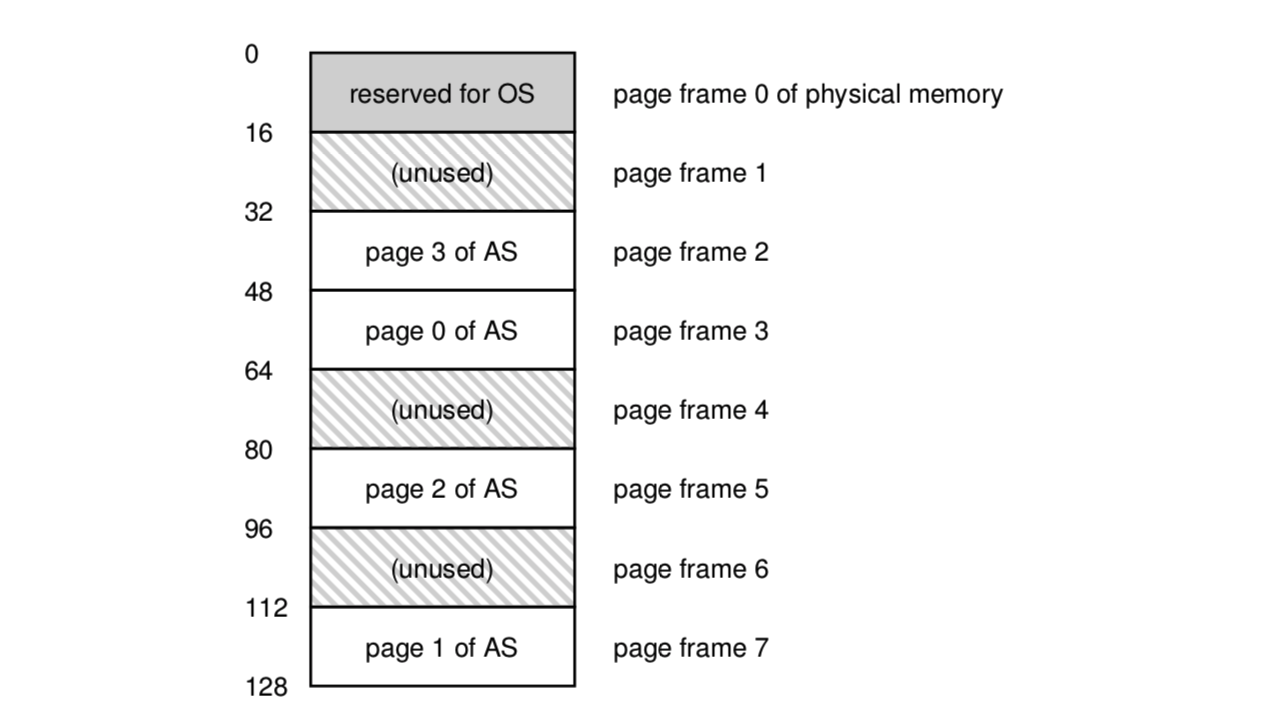 0
reserved for OS page frame 0 of physical memory
16
(unused) page frame 1
32
page 3 of AS page frame 2
48
page 0 of AS page frame 3
64
(unused) page frame 4
80
page 2 of AS page frame 5
96
(unused) page frame 6
112
page 1 of AS page frame 7
128